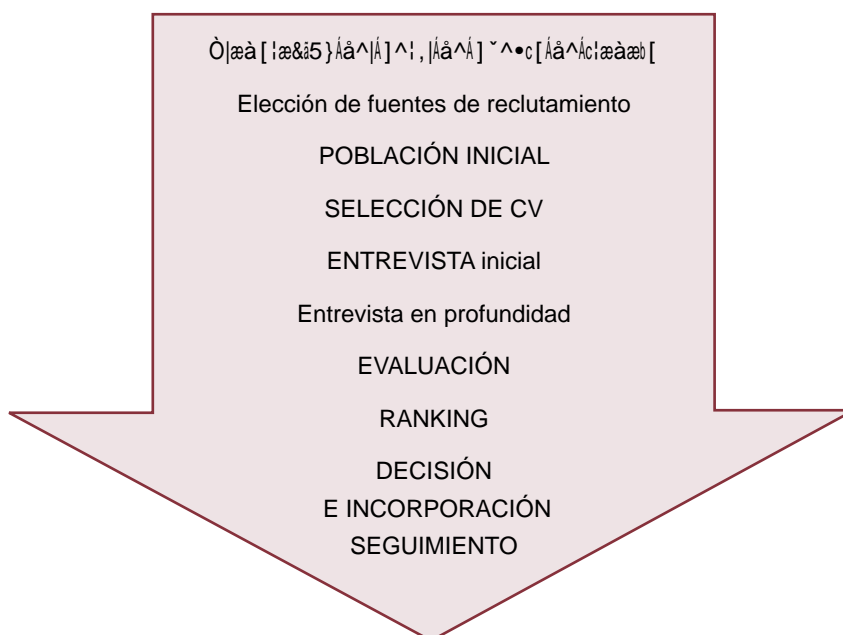 Elección de fuentes de reclutamiento
POBLACIÓN INICIAL
SELECCIÓN DE CV
ENTREVISTA inicial
Entrevista en profundidad
EVALUACIÓN
RANKING
DECISIÓN
E INCORPORACIÓN
SEGUIMIENTO